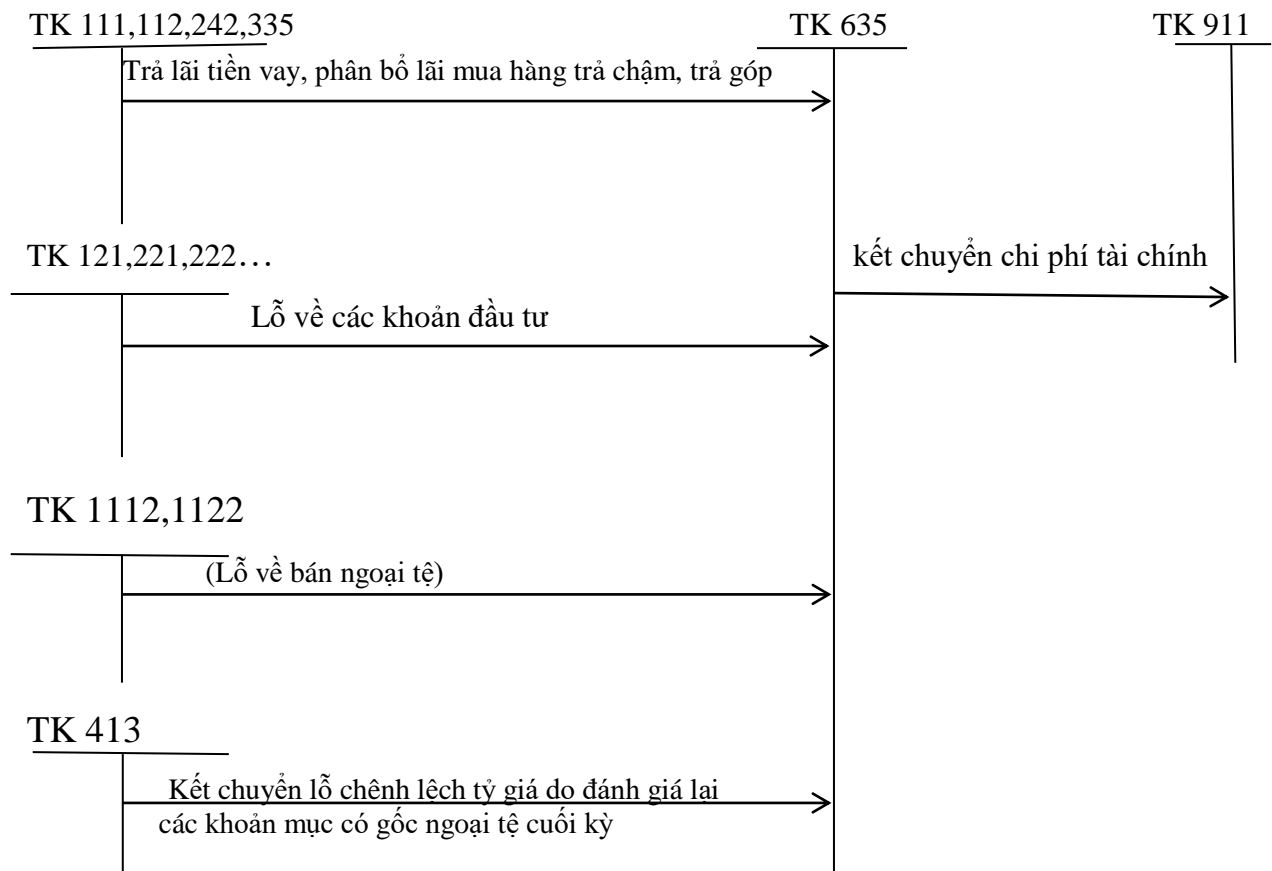 TK 111,112,242,335
TK 635
TK 911
Trả lãi tiền vay, phân bổ lãi mua hàng trả chậm, trả góp
TK 121,221,222…
kết chuyển chi phí tài chính
Lỗ về các khoản đầu tư
TK 1112,1122
(Lỗ về bán ngoại tệ)
TK 413
Kết chuyển lỗ chênh lệch tỷ giá do đánh giá lại
các khoản mục có gốc ngoại tệ cuối kỳ